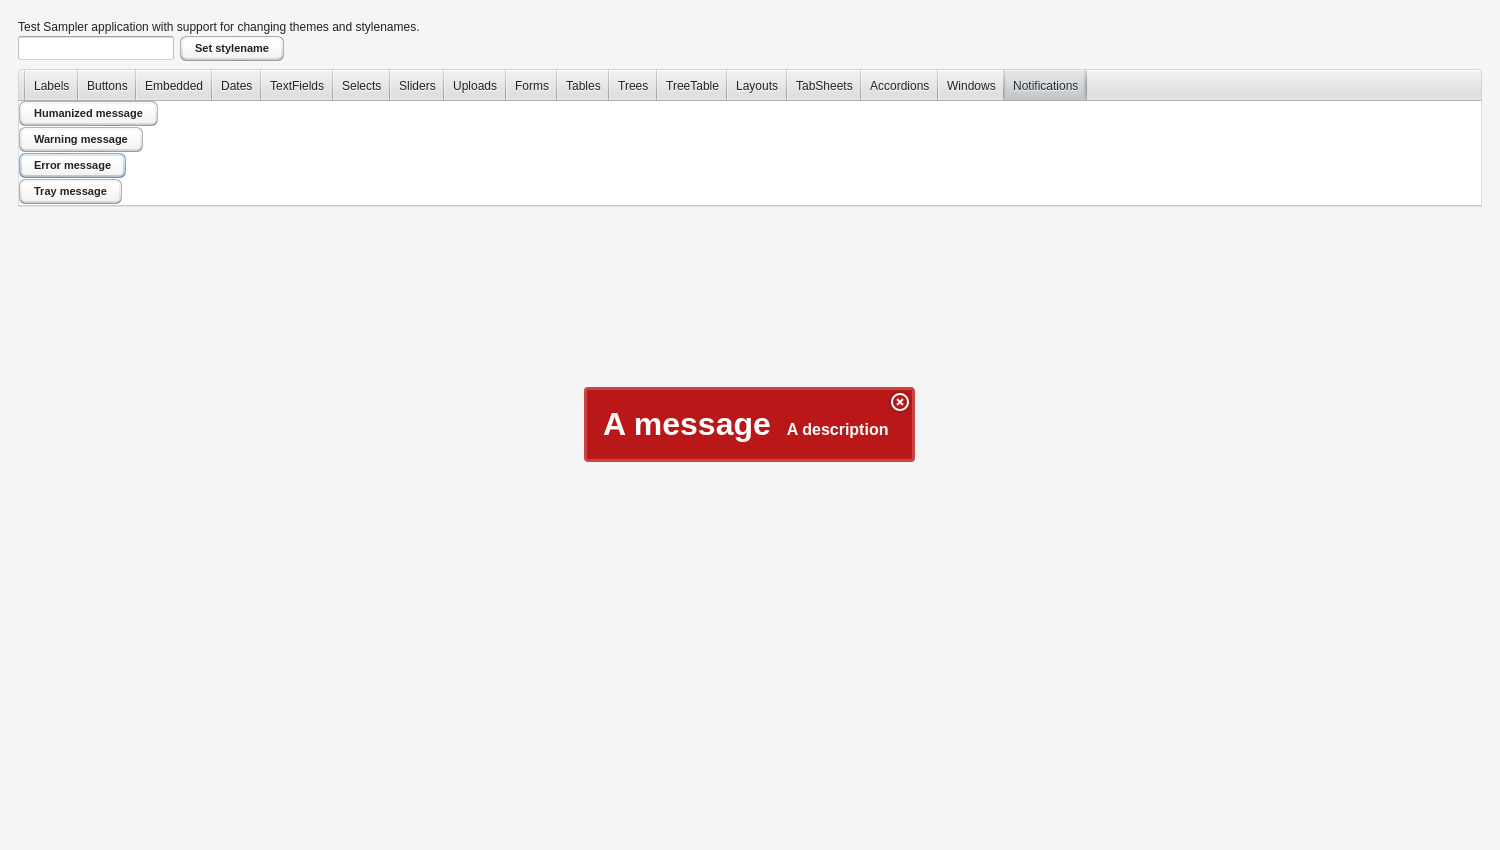 Test Sampler application with support for changing themes and stylenames.
Set stylename
Labels Buttons Embedded Dates TextFields Selects Sliders Uploads Forms Tables Trees TreeTable Layouts TabSheets Accordions Windows Notifications
Humanized message
Warning message
Error message
Tray message
A message A description